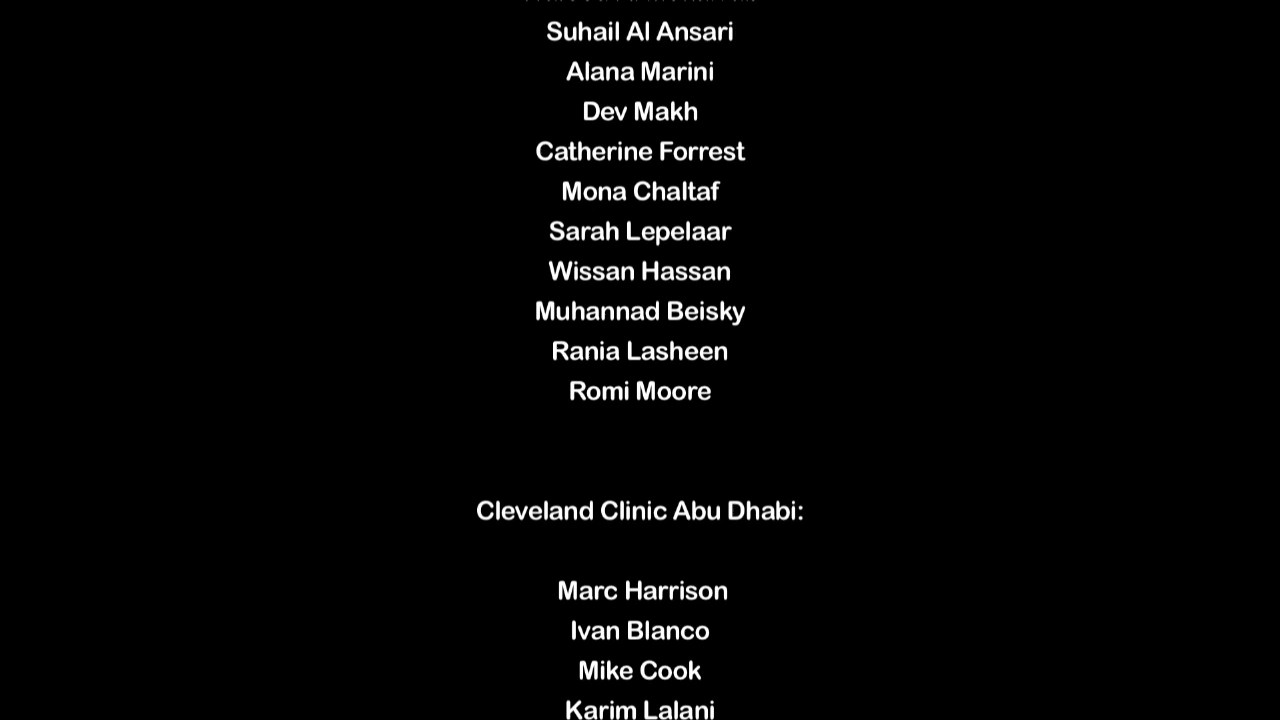 Suhail Al Ansari
Alana Marini
Dev Makh
Catherine Forrest
Mona Chaltaf
Sarah Lepelaar
Wissan Hassan
Muhannad Beisky
Rania Lasheen
Romi Moore
Cleveland Clinic Abu Dhabi:
Marc Harrison
Ivan Blanco
Mike Cook
Karim Lalani